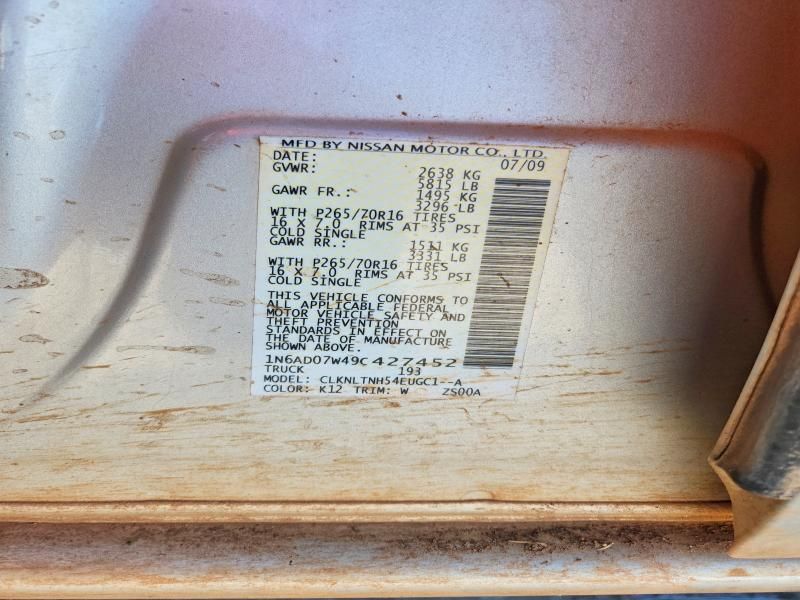 MFD BY NISSAN MOTOR CO., LTD.
DATE: 07/09
GVWR: 2638 KG
5815 LB
GAWR FR.: 1495 KG
3296 LB
WITH P265/70R16 TIRES
16 X 7.0 RIMS AT 35 PSI
COLD SINGLE
GAWR RR.: 1511 KG
3331 LB
WITH P265/70R16 TIRES
16 X 7.0 RIMS AT 35 PSI
COLD SINGLE
THIS VEHICLE CONFORMS TO
ALL APPLICABLE FEDERAL
MOTOR VEHICLE SAFETY AND
THEFT PREVENTION
STANDARDS IN EFFECT ON
THE DATE OF MANUFACTURE
SHOWN ABOVE.
1N6AD07W49C427452
TRUCK 193
MODEL: CLKNLTNH54EUGC1--A
COLOR: K12 TRIM: W ZS00A